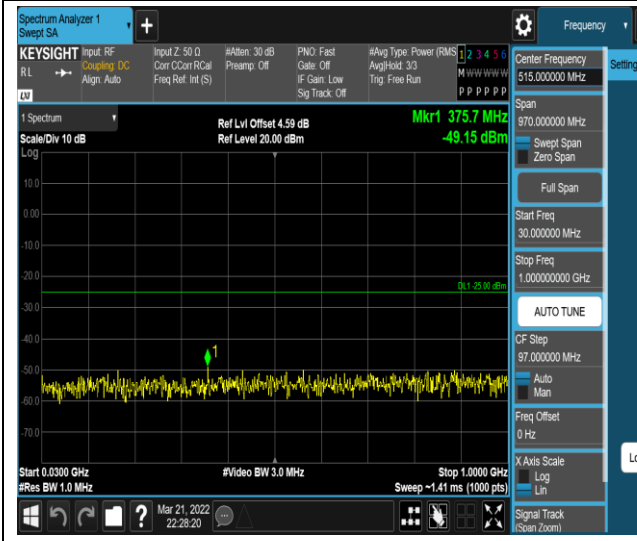 Spectrum Analyzer 1
Swept SA
Frequency
KEYSIGHT
RL
LXI
Input: RF
Coupling: DC
Align: Auto
Input Z: 50 Ω
Corr CCorr RCal
Freq Ref: Int (S)
#Atten: 30 dB
Preamp: Off
PNO: Fast
Gate: Off
IF Gain: Low
Sig Track: Off
#Avg Type: Power (RMS
Avg|Hold: 3/3
Trig: Free Run
1 2 3 4 5 6
M W W W W W
P P P P P P
1 Spectrum
Scale/Div 10 dB
Log
Ref Lvl Offset 4.59 dB
Ref Level 20.00 dBm
Mkr1 375.7 MHz
-49.15 dBm
10.0
0.00
-10.0
-20.0
DL1 -25.00 dBm
-30.0
-40.0
1
-50.0
-60.0
-70.0
Start 0.0300 GHz
#Res BW 1.0 MHz
#Video BW 3.0 MHz
Stop 1.0000 GHz
Sweep ~1.41 ms (1000 pts)
Mar 21, 2022
22:28:20
Center Frequency
515.000000 MHz
Span
970.000000 MHz
Swept Span
Zero Span
Full Span
Start Freq
30.000000 MHz
Stop Freq
1.000000000 GHz
AUTO TUNE
CF Step
97.000000 MHz
Auto
Man
Freq Offset
0 Hz
X Axis Scale
Log
Lin
Signal Track
(Span Zoom)
Setting
Lo